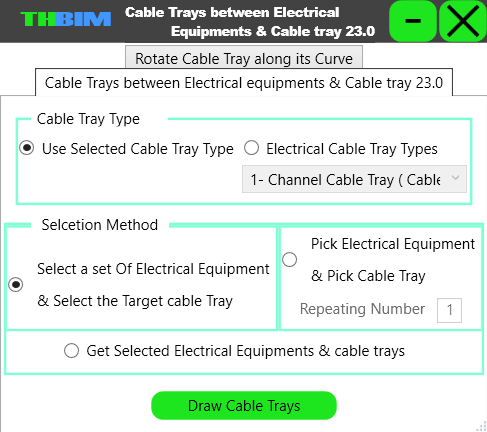 THBIM
Cable Trays between Electrical
Equipments & Cable tray 23.0
Rotate Cable Tray along its Curve
Cable Trays between Electrical equipments & Cable tray 23.0
Cable Tray Type
Use Selected Cable Tray Type
Electrical Cable Tray Types
1- Channel Cable Tray ( Cable
Selcetion Method
Select a set Of Electrical Equipment
& Select the Target cable Tray
Pick Electrical Equipment
& Pick Cable Tray
Repeating Number 1
Get Selected Electrical Equipments & cable trays
Draw Cable Trays